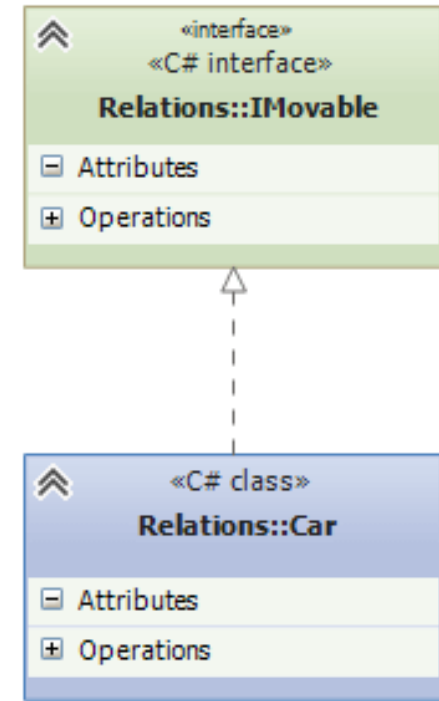 «interface»
«C# interface»
Relations::IMovable
Attributes
Operations
«C# class»
Relations::Car
Attributes
Operations